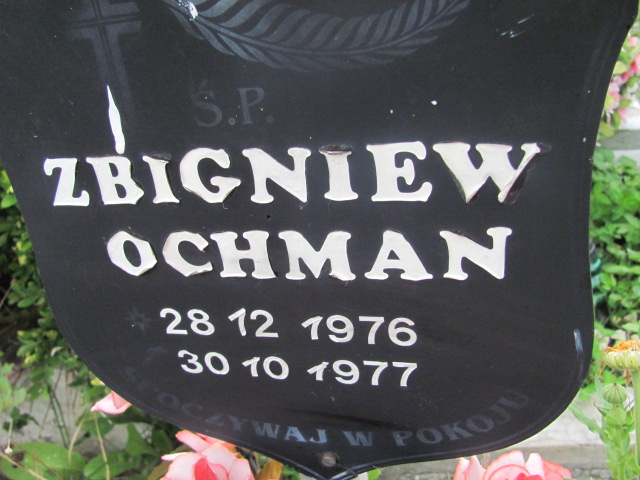 Ś.P.
ZBIGNIEW
OCHMAN
* 28 12 1976
30 10 1977
SPOCZYWAJ W POKOJU